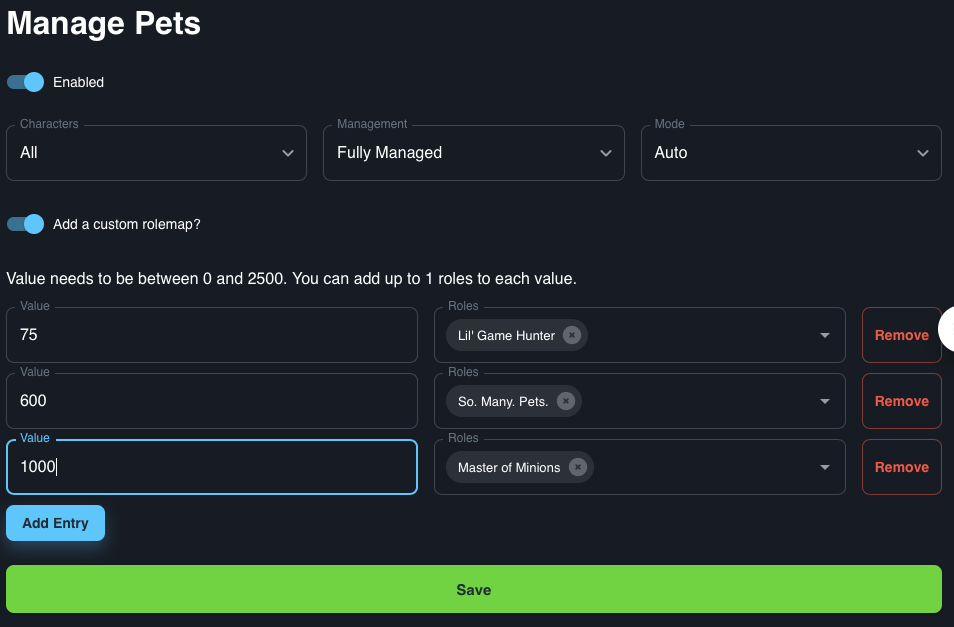 Manage Pets
Enabled
Characters Management Mode
All Fully Managed Auto
Add a custom rolemap?
Value needs to be between 0 and 2500. You can add up to 1 roles to each value.
Value Roles
75 Lil' Game Hunter Remove
Value Roles
600 So. Many. Pets. Remove
Value Roles
1000 Master of Minions Remove
Add Entry
Save